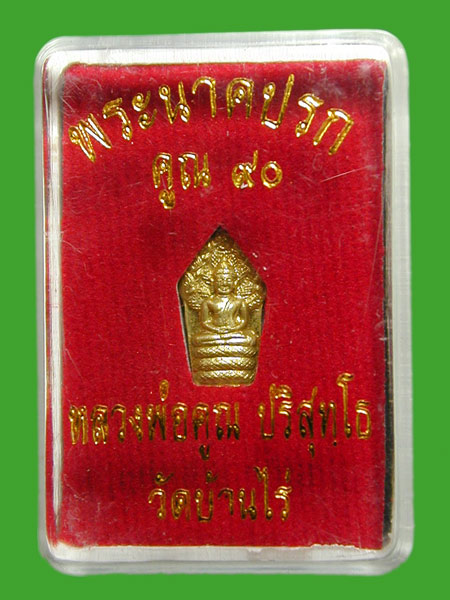 พระนาคปรก
คูณ ๙๐
หลวงพ่อคูณ ปริสุทฺโธ
วัดบ้านไร่